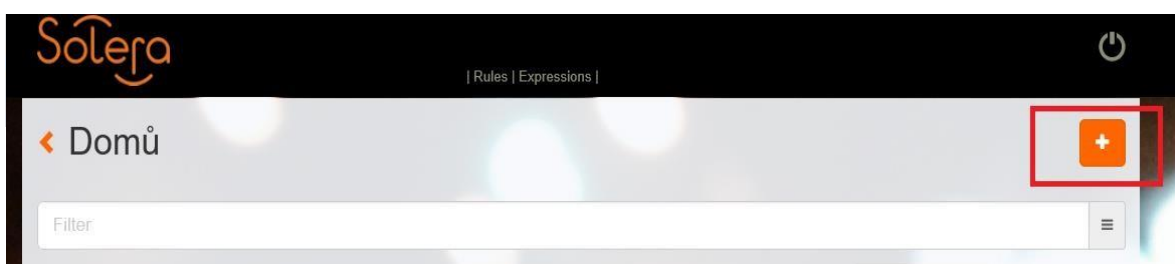 Solera
| Rules | Expressions |
Domů
Filter